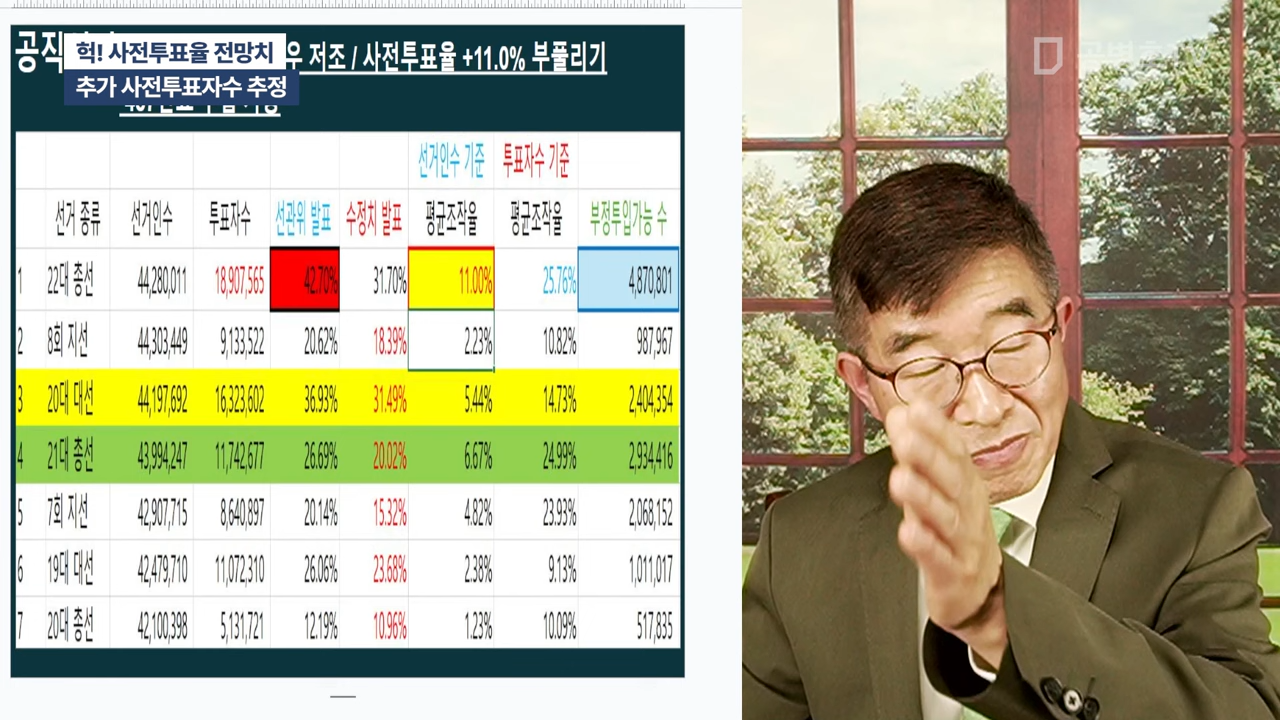 공직
헉! 사전투표율 전망치
우 저조 / 사전투표율 +11.0% 부풀리기
추가 사전투표자수 추정
선거인수 기준 투표자수 기준
선거 종류 선거인수 투표자수 선관위 발표 수정치 발표 평균조작율 평균조작율 부정투입가능 수
1 22대 총선 44,280,011 18,907,565 42.70% 31.70% 11.00% 25.76% 4,870,801
2 8회 지선 44,303,449 9,133,522 20.62% 18.39% 2.23% 10.82% 987,967
3 20대 대선 44,197,692 16,323,602 36.93% 31.49% 5.44% 14.73% 2,404,354
4 21대 총선 43,994,247 11,742,677 26.69% 20.02% 6.67% 24.99% 2,934,416
5 7회 지선 42,907,715 8,640,897 20.14% 15.32% 4.82% 23.93% 2,068,152
6 19대 대선 42,479,710 11,072,310 26.06% 23.68% 2.38% 9.13% 1,011,017
7 20대 총선 42,100,398 5,131,721 12.19% 10.96% 1.23% 10.09% 517,835